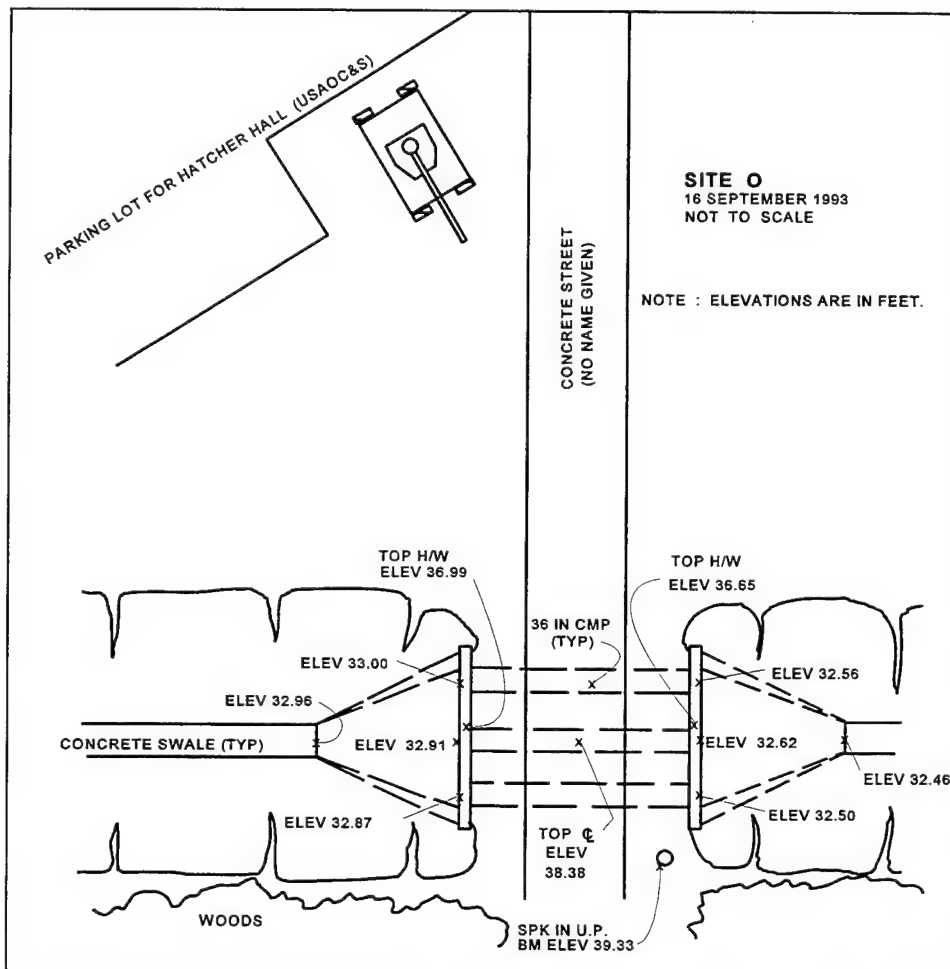 PARKING LOT FOR HATCHER HALL (USAOC&S)
SITE O
16 SEPTEMBER 1993
NOT TO SCALE
CONCRETE STREET
(NO NAME GIVEN)
NOTE : ELEVATIONS ARE IN FEET.
TOP H/W
ELEV 36.99
TOP H/W
ELEV 36.65
36 IN CMP
(TYP)
ELEV 33.00
ELEV 32.56
ELEV 32.96
CONCRETE SWALE (TYP)
ELEV 32.91
ELEV 32.62
ELEV 32.46
ELEV 32.87
ELEV 32.50
TOP ℄
ELEV
38.38
WOODS
SPK IN U.P.
BM ELEV 39.33